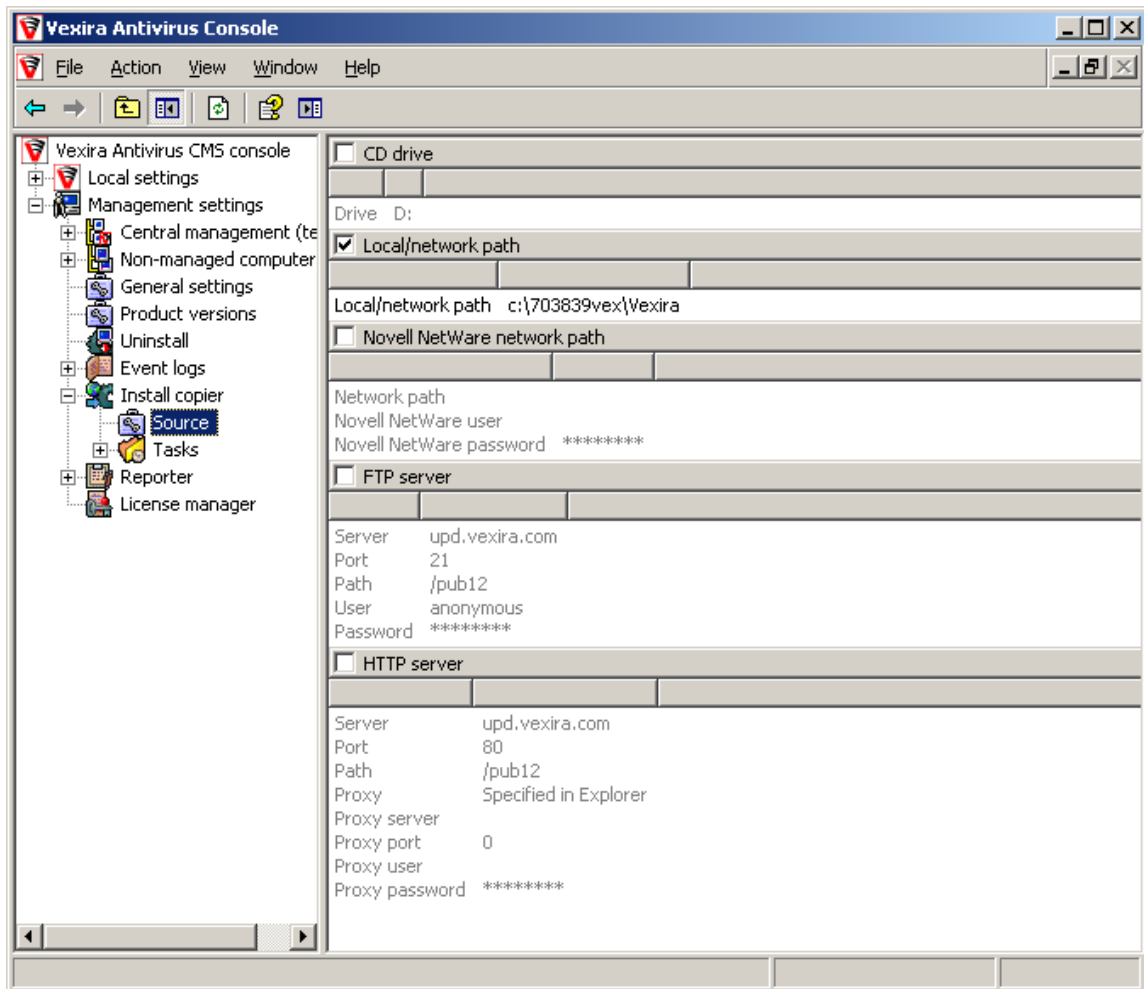 Vexira Antivirus Console
File Action View Window Help
Vexira Antivirus CMS console
Local settings
Management settings
Central management (te
Non-managed computer
General settings
Product versions
Uninstall
Event logs
Install copier
Source
Tasks
Reporter
License manager
CD drive
Drive D:
Local/network path
Local/network path c:\703839vex\Vexira
Novell NetWare network path
Network path
Novell NetWare user
Novell NetWare password ********
FTP server
Server upd.vexira.com
Port 21
Path /pub12
User anonymous
Password ********
HTTP server
Server upd.vexira.com
Port 80
Path /pub12
Proxy Specified in Explorer
Proxy server
Proxy port 0
Proxy user
Proxy password ********